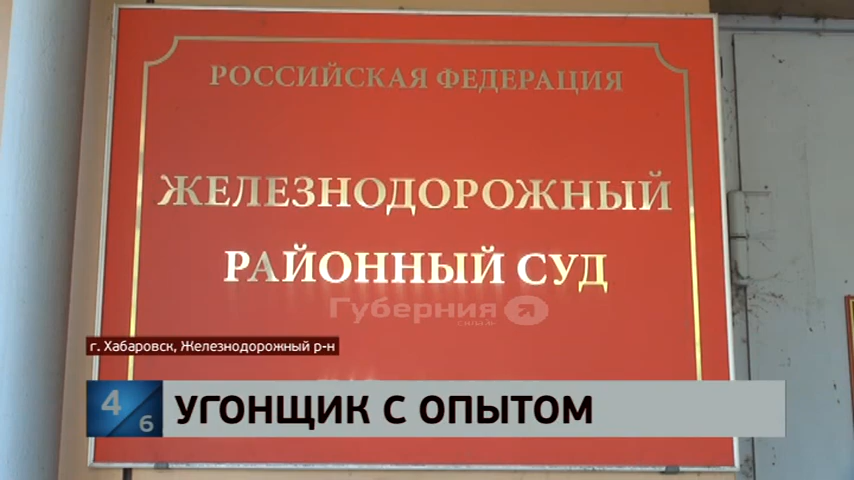 РОССИЙСКАЯ ФЕДЕРАЦИЯ
ЖЕЛЕЗНОДОРОЖНЫЙ
РАЙОННЫЙ СУД
Губерния
г. Хабаровск, Железнодорожный р-н
4 6
УГОНЩИК С ОПЫТОМ